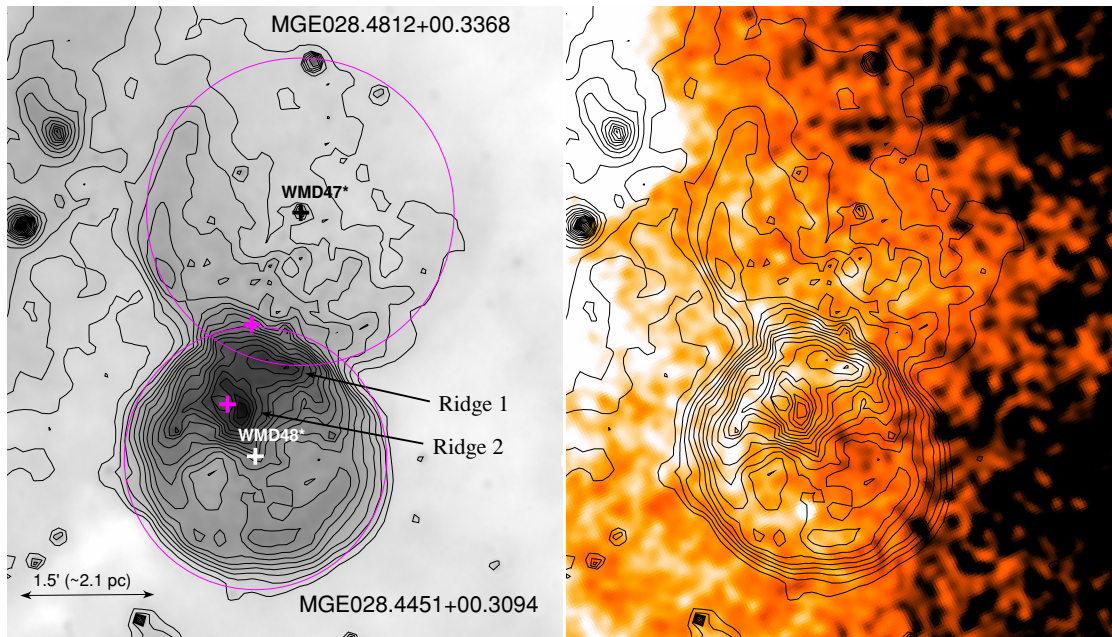 MGE028.4812+00.3368
WMD47*
Ridge 1
WMD48*
Ridge 2
1.5' (~2.1 pc)
MGE028.4451+00.3094